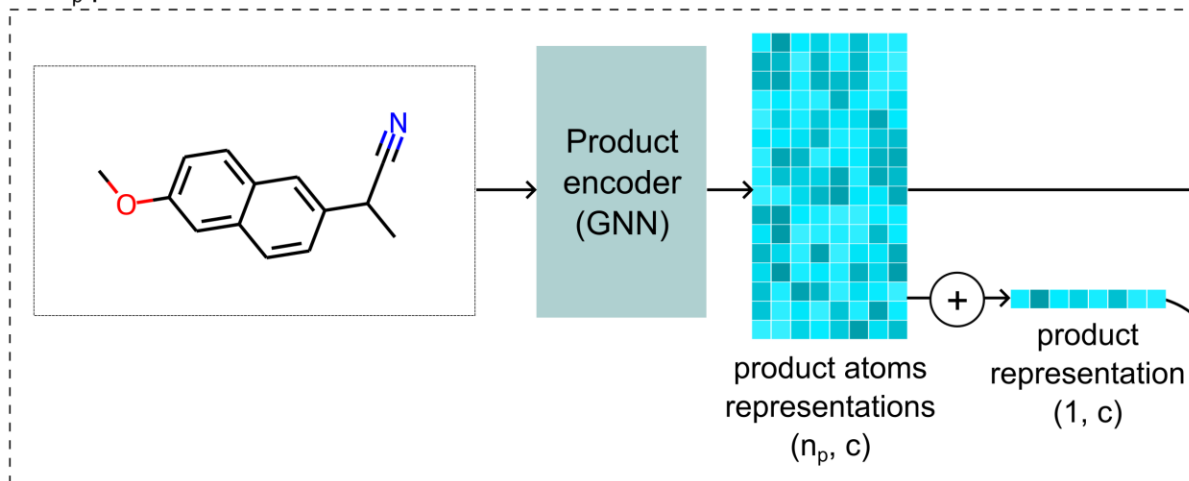 N
O
Product
encoder
(GNN)
+
product atoms
representations
(nₚ, c)
product
representation
(1, c)